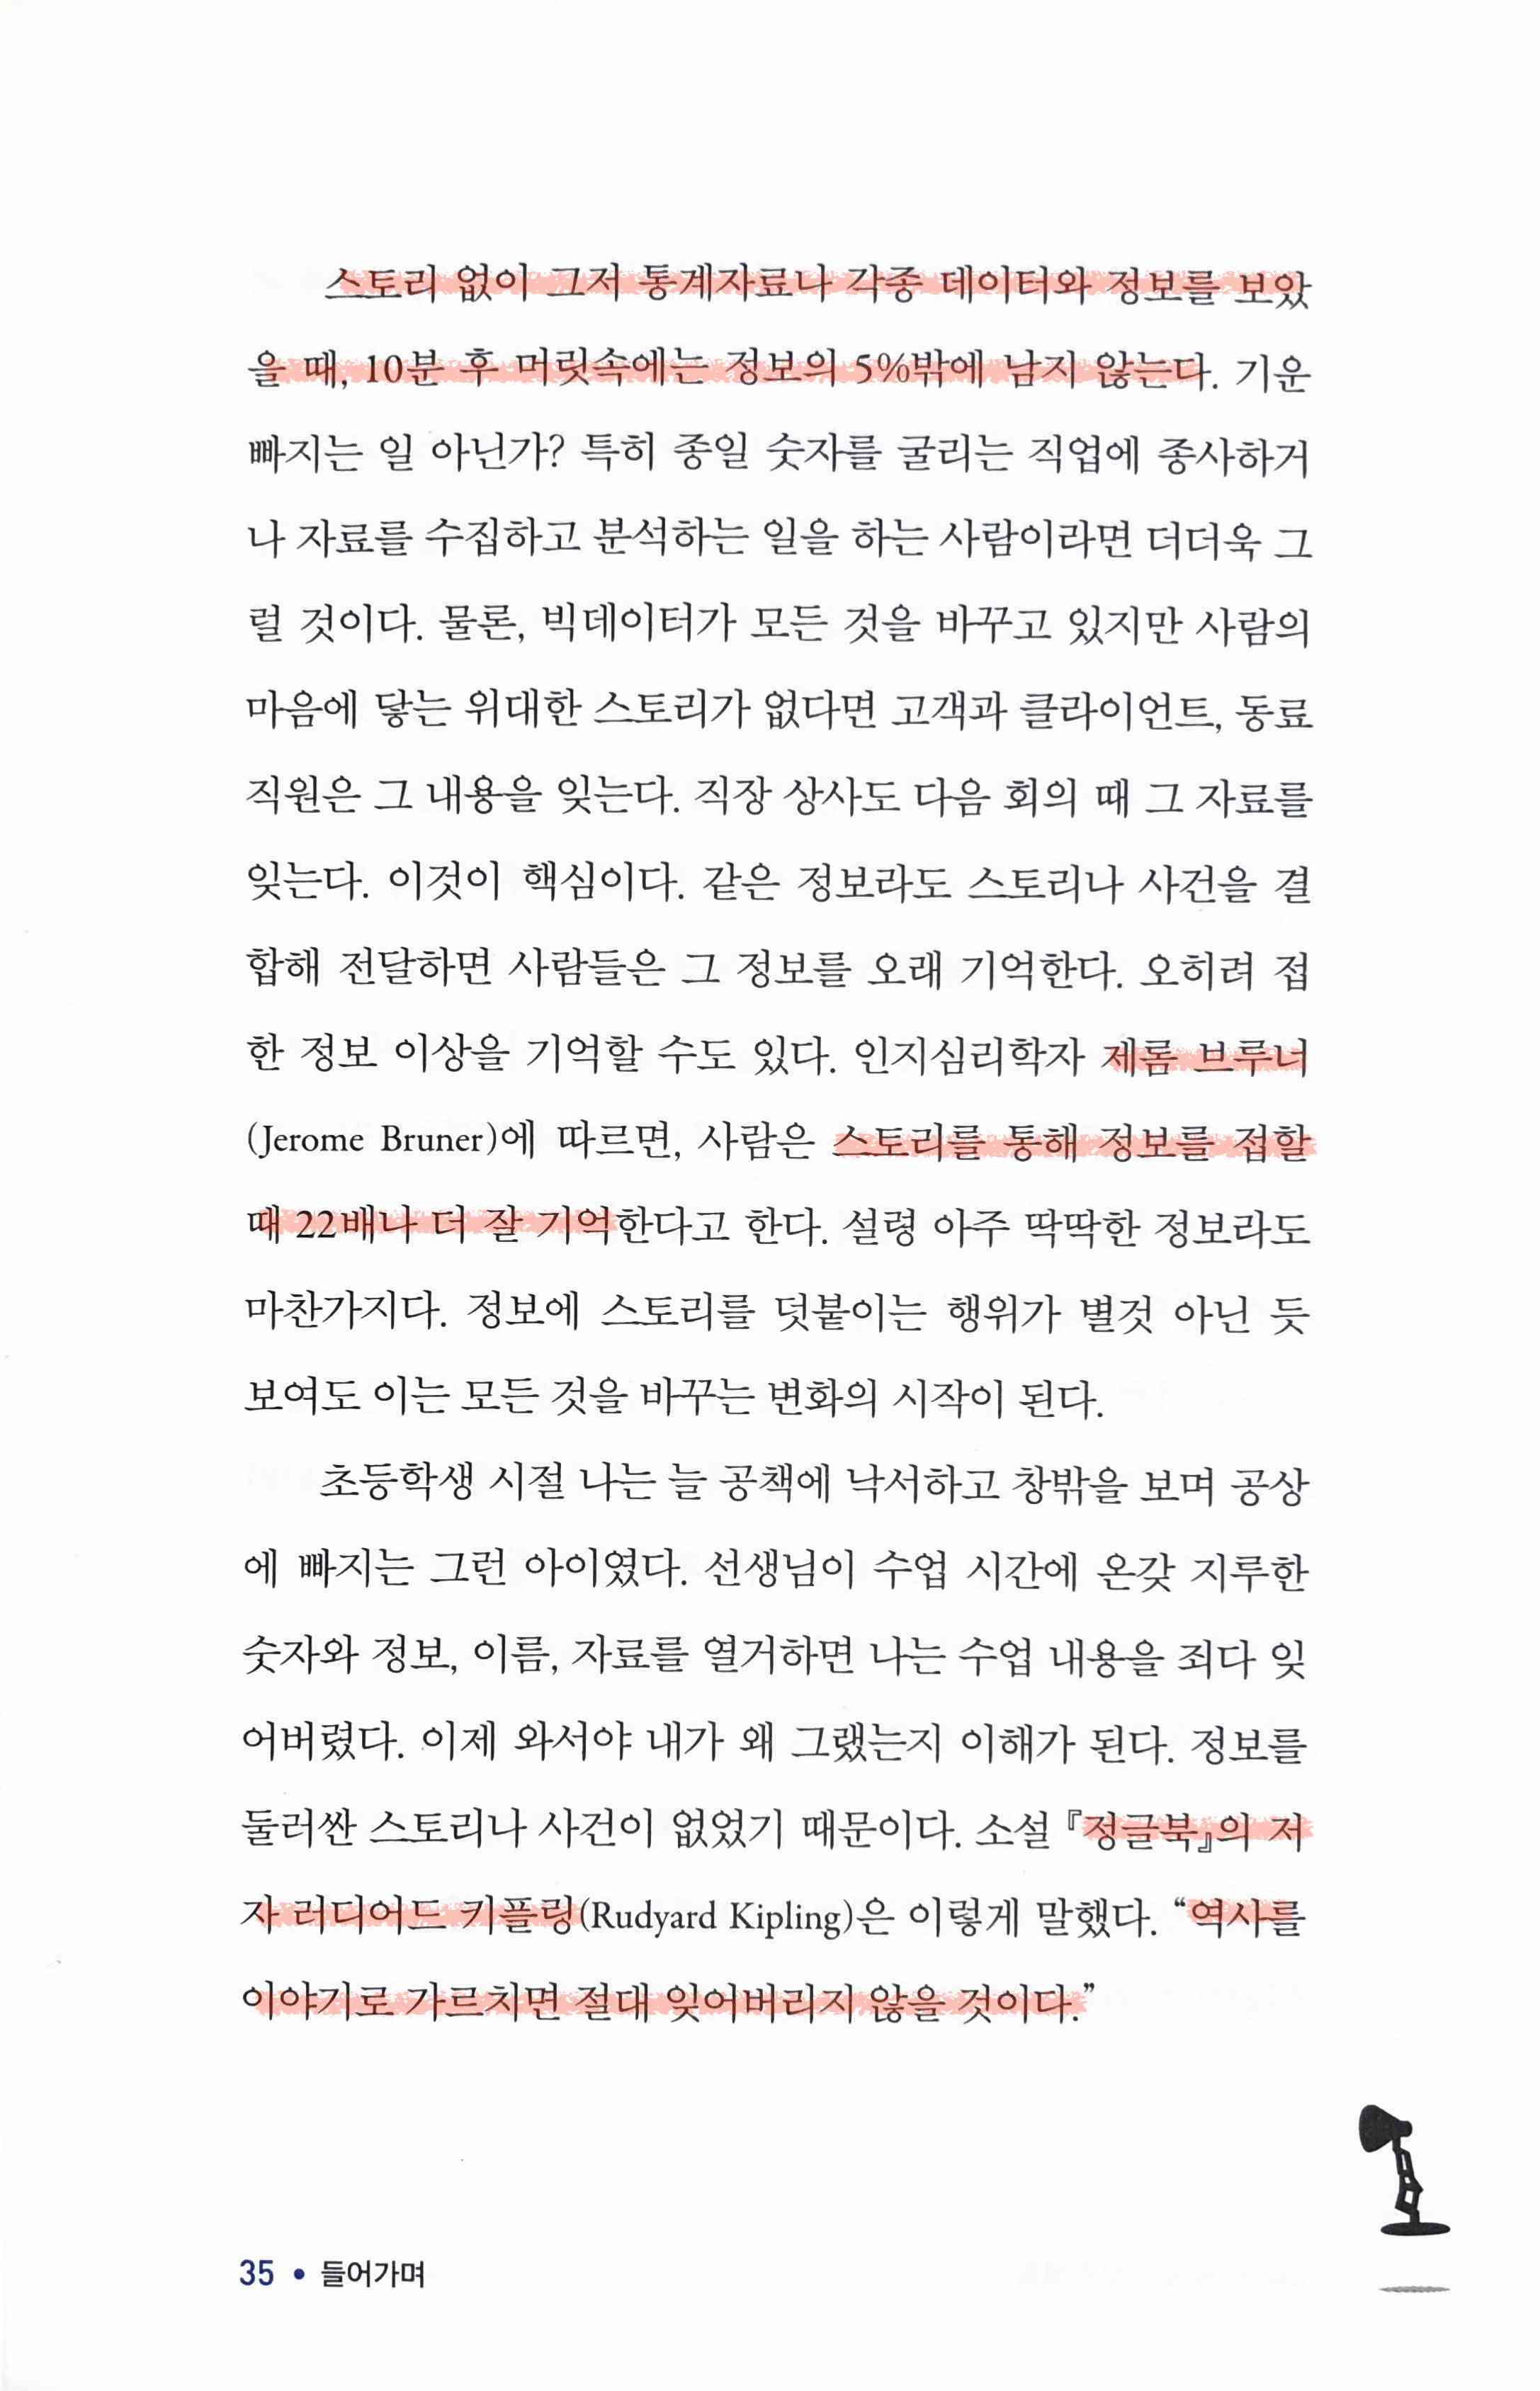 스토리 없이 그저 통계자료나 각종 데이터와 정보를 보았
을 때, 10분 후 머릿속에는 정보의 5%밖에 남지 않는다. 기운
빠지는 일 아닌가? 특히 종일 숫자를 굴리는 직업에 종사하거
나 자료를 수집하고 분석하는 일을 하는 사람이라면 더더욱 그
럴 것이다. 물론, 빅데이터가 모든 것을 바꾸고 있지만 사람의
마음에 닿는 위대한 스토리가 없다면 고객과 클라이언트, 동료
직원은 그 내용을 잊는다. 직장 상사도 다음 회의 때 그 자료를
잊는다. 이것이 핵심이다. 같은 정보라도 스토리나 사건을 결
합해 전달하면 사람들은 그 정보를 오래 기억한다. 오히려 접
한 정보 이상을 기억할 수도 있다. 인지심리학자 제롬 브루너
(Jerome Bruner)에 따르면, 사람은 스토리를 통해 정보를 접할
때 22배나 더 잘 기억한다고 한다. 설령 아주 딱딱한 정보라도
마찬가지다. 정보에 스토리를 덧붙이는 행위가 별것 아닌 듯
보여도 이는 모든 것을 바꾸는 변화의 시작이 된다.
초등학생 시절 나는 늘 공책에 낙서하고 창밖을 보며 공상
에 빠지는 그런 아이였다. 선생님이 수업 시간에 온갖 지루한
숫자와 정보, 이름, 자료를 열거하면 나는 수업 내용을 죄다 잊
어버렸다. 이제 와서야 내가 왜 그랬는지 이해가 된다. 정보를
둘러싼 스토리나 사건이 없었기 때문이다. 소설 『정글북』의 저
자 러디어드 키플링(Rudyard Kipling)은 이렇게 말했다. “역사를
이야기로 가르치면 절대 잊어버리지 않을 것이다.”
35 • 들어가며